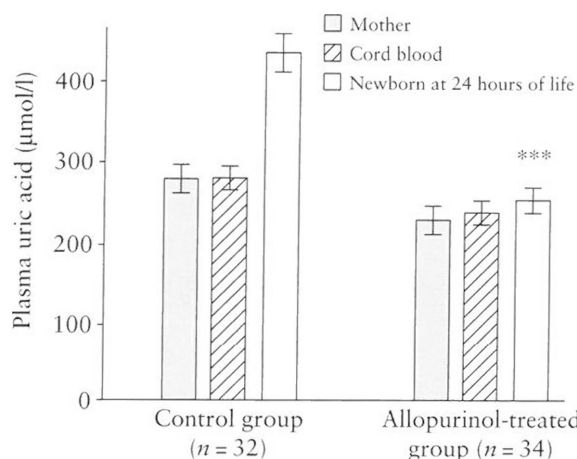 Mother
Cord blood
Newborn at 24 hours of life
Plasma uric acid (μmol/l)
400
300
200
100
0
***
Control group
(n = 32)
Allopurinol-treated
group (n = 34)